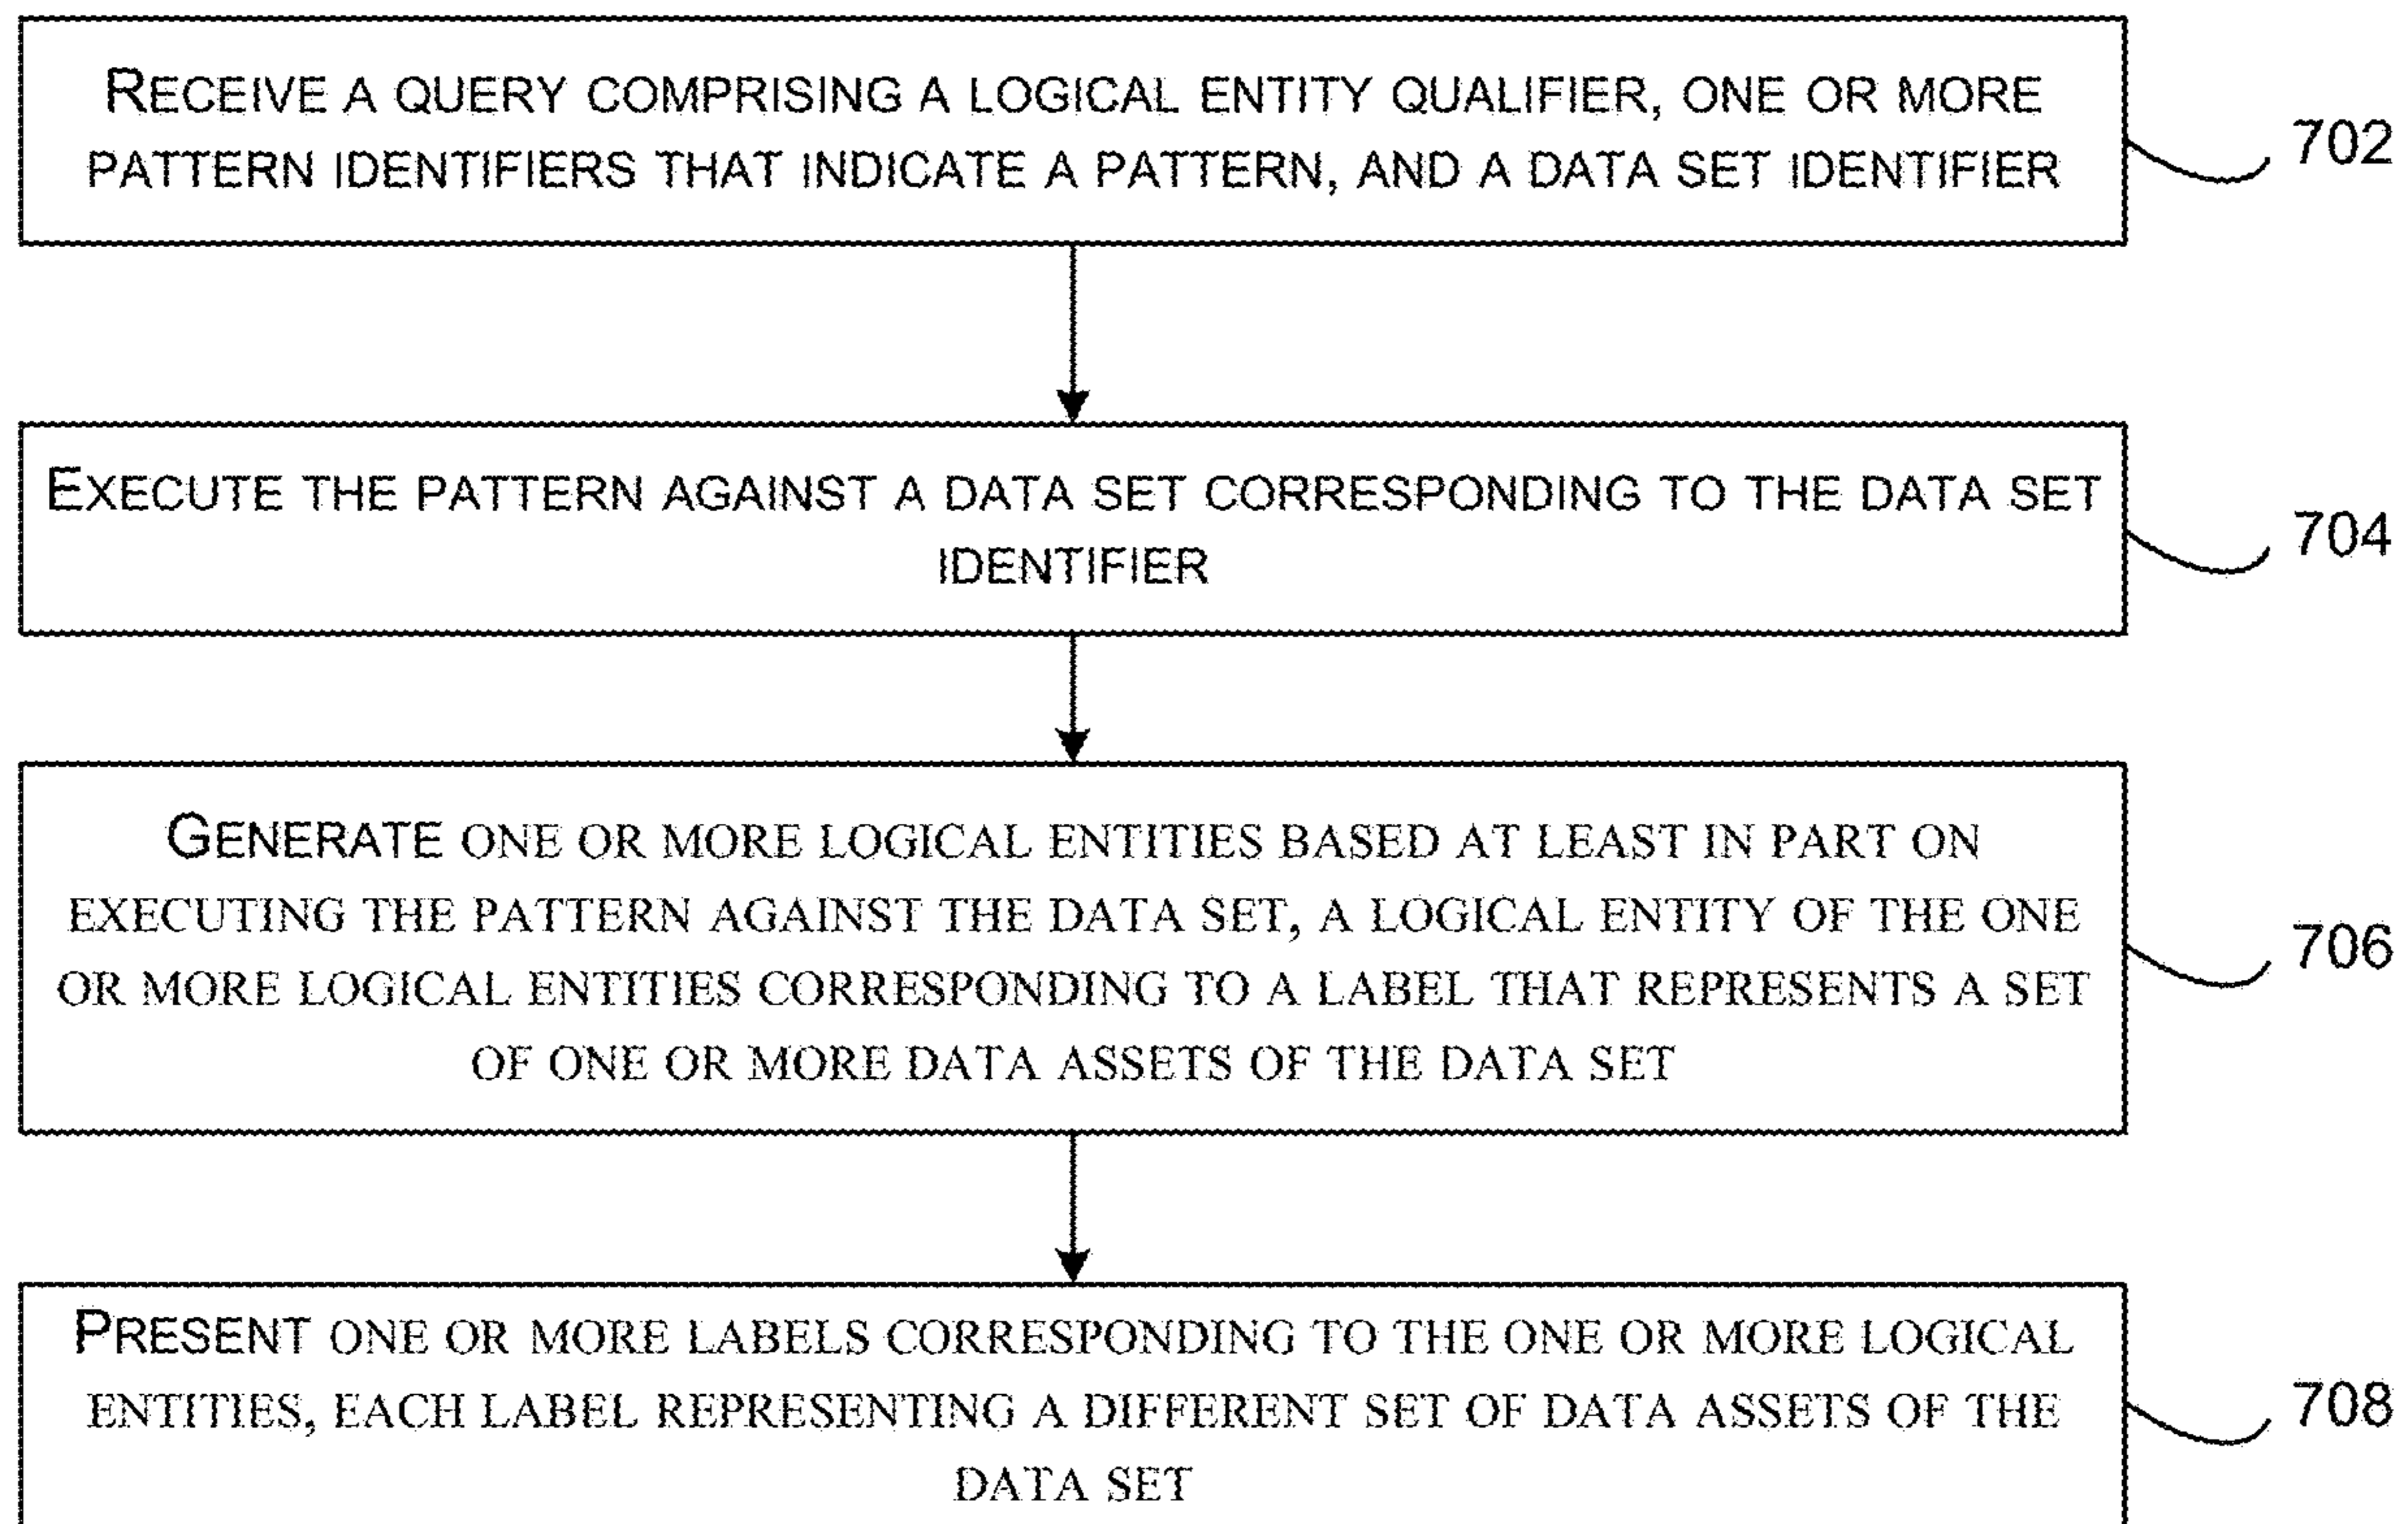 RECEIVE A QUERY COMPRISING A LOGICAL ENTITY QUALIFIER, ONE OR MORE
PATTERN IDENTIFIERS THAT INDICATE A PATTERN, AND A DATA SET IDENTIFIER
702
EXECUTE THE PATTERN AGAINST A DATA SET CORRESPONDING TO THE DATA SET
IDENTIFIER
704
GENERATE ONE OR MORE LOGICAL ENTITIES BASED AT LEAST IN PART ON
EXECUTING THE PATTERN AGAINST THE DATA SET, A LOGICAL ENTITY OF THE ONE
OR MORE LOGICAL ENTITIES CORRESPONDING TO A LABEL THAT REPRESENTS A SET
OF ONE OR MORE DATA ASSETS OF THE DATA SET
706
PRESENT ONE OR MORE LABELS CORRESPONDING TO THE ONE OR MORE LOGICAL
ENTITIES, EACH LABEL REPRESENTING A DIFFERENT SET OF DATA ASSETS OF THE
DATA SET
708